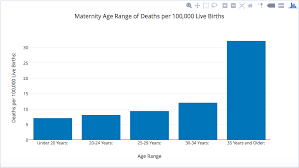 Maternity Age Range of Deaths per 100,000 Live Births
Deaths per 100,000 Live Births:
30
25
20
15
10
5
0
Under 20 Years:
20-24 Years:
25-29 Years:
30-34 Years:
35 Years and Older:
Age Range